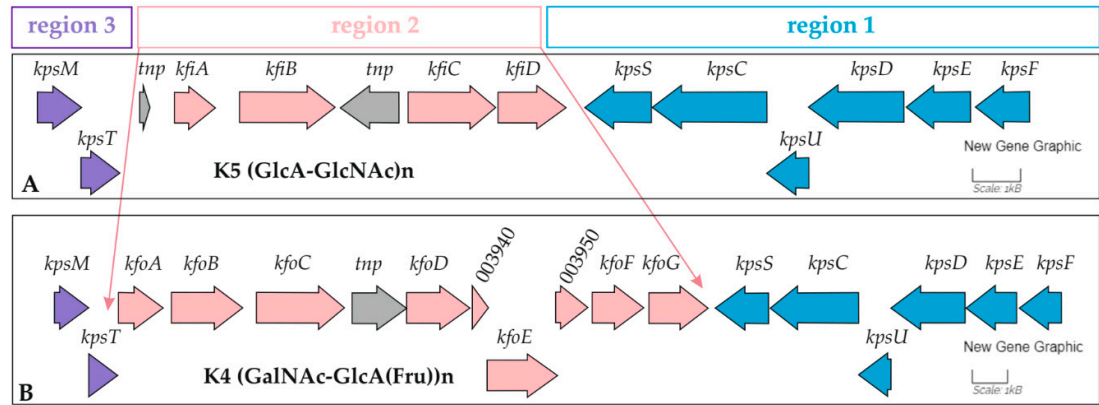 region 3 region 2 region 1
kpsM tnp kfiA kfiB tnp kfiC kfiD kpsS kpsC kpsD kpsE kpsF
kpsT kpsU
New Gene Graphic
A K5 (GlcA-GlcNAc)n
Scale: 1kB
kpsM kfoA kfoB kfoC tnp kfoD 003940 003950 kfoF kfoG kpsS kpsC kpsD kpsE kpsF
kpsT kfoE kpsU
New Gene Graphic
B K4 (GalNAc-GlcA(Fru))n
Scale: 1kB